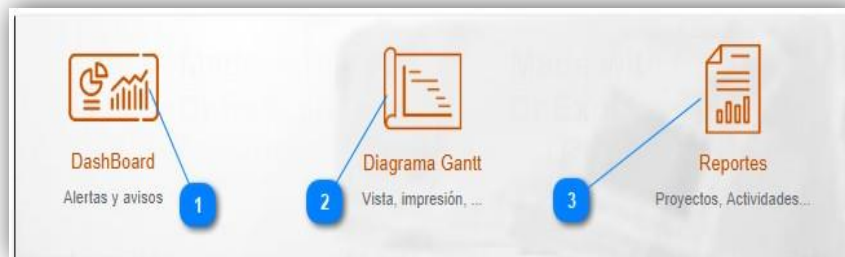 DashBoard
Alertas y avisos
1
Diagrama Gantt
Vista, impresión, ...
2
Reportes
Proyectos, Actividades...
3